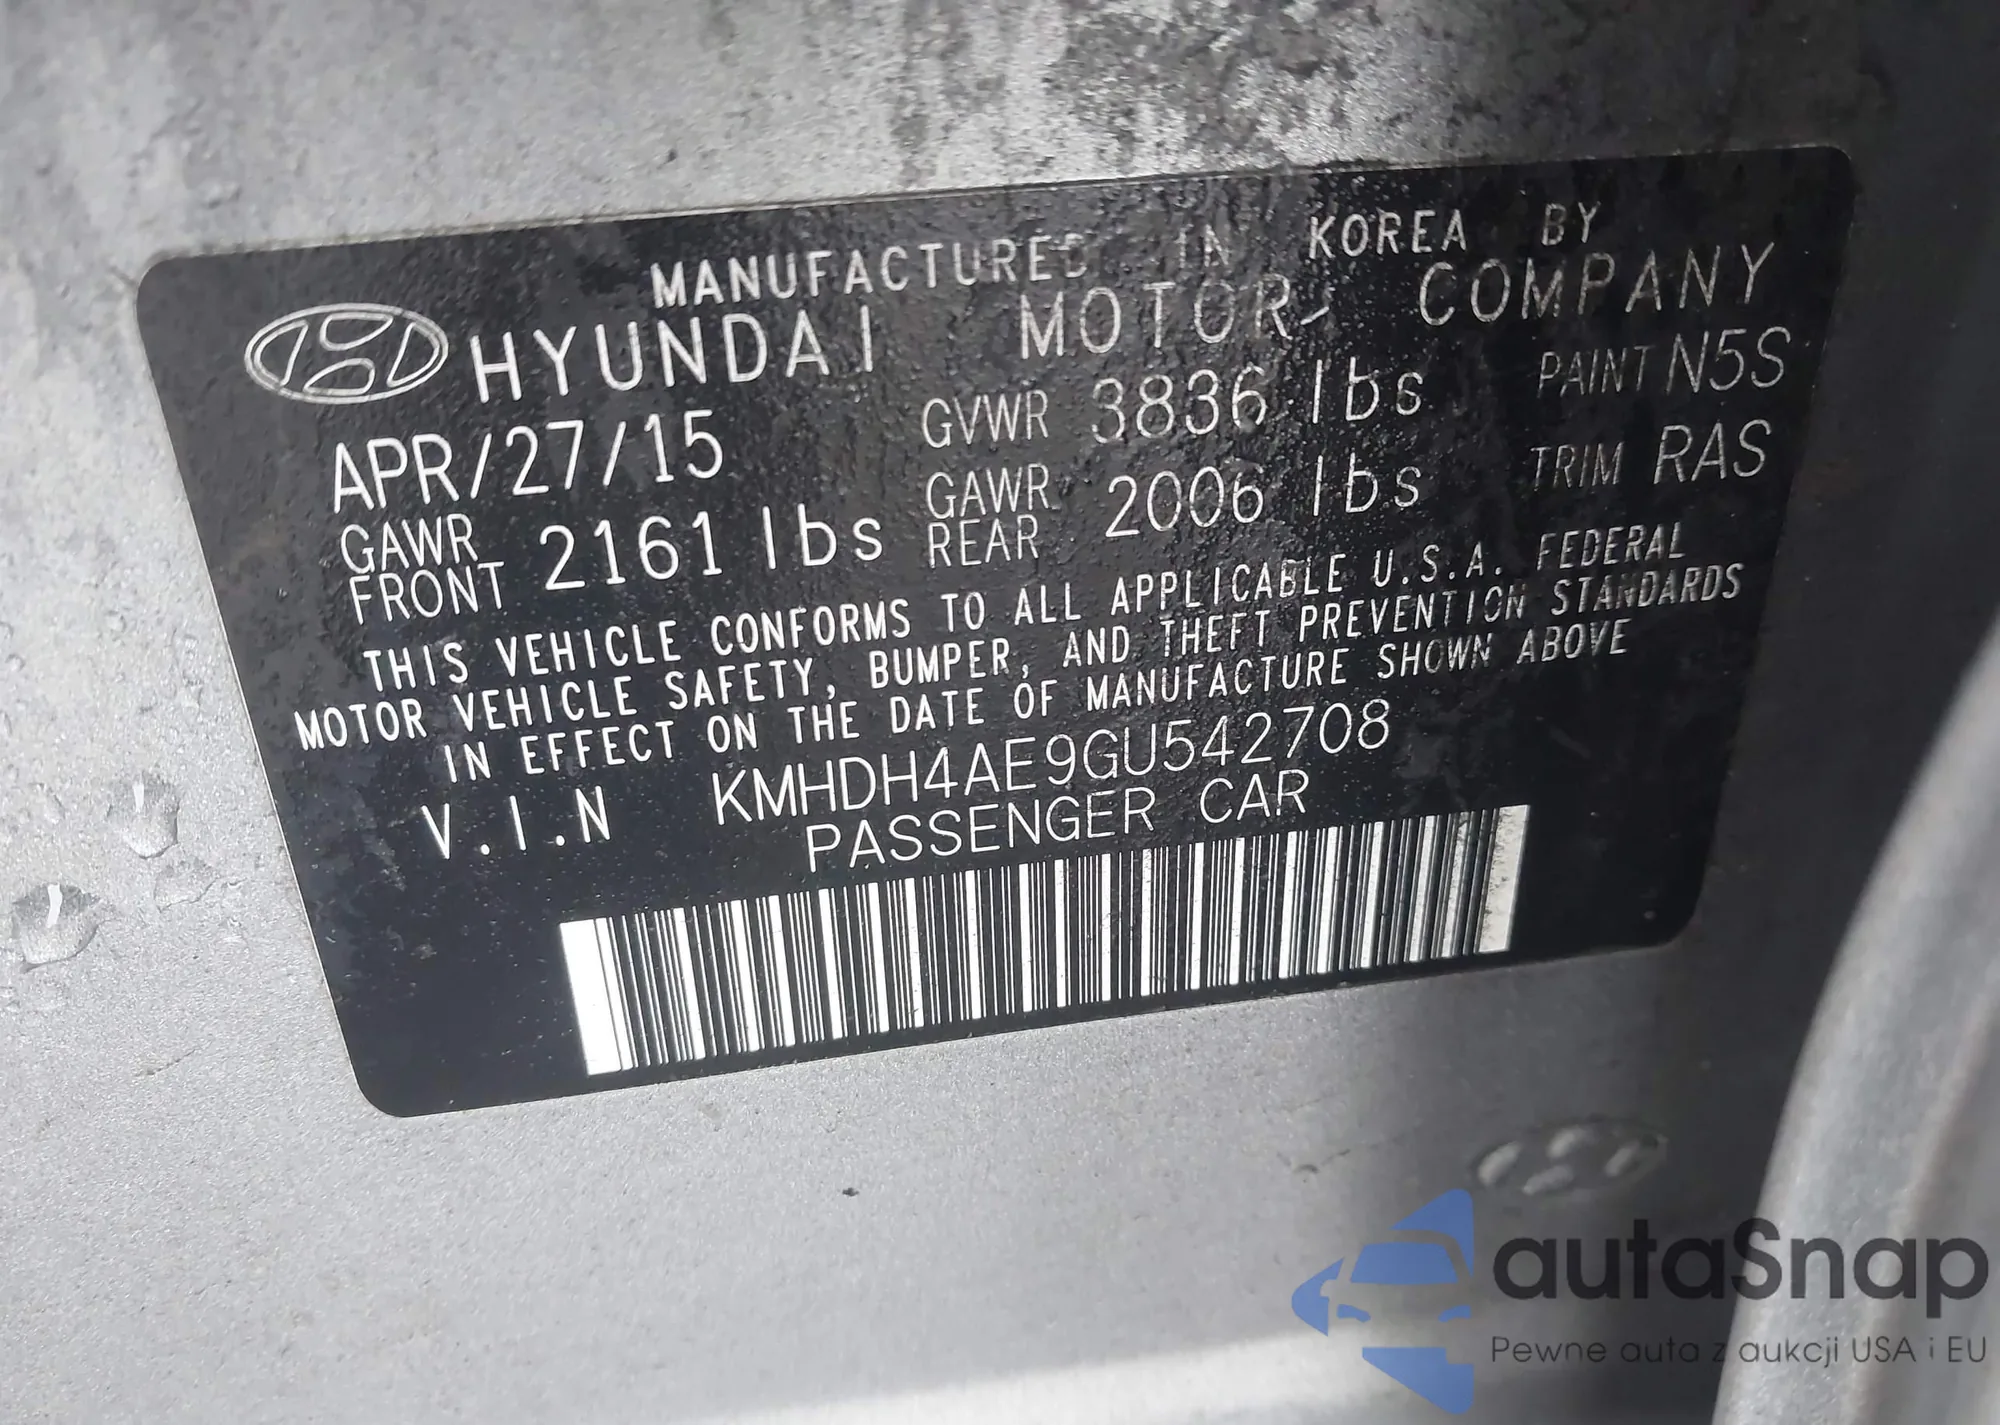 MANUFACTURED IN KOREA BY
HYUNDAI MOTOR COMPANY
APR/27/15 GVWR 3836 lbs PAINT N5S
GAWR FRONT 2161 lbs GAWR REAR 2006 lbs TRIM RAS
THIS VEHICLE CONFORMS TO ALL APPLICABLE U.S.A. FEDERAL
MOTOR VEHICLE SAFETY, BUMPER, AND THEFT PREVENTION STANDARDS
IN EFFECT ON THE DATE OF MANUFACTURE SHOWN ABOVE
V.I.N KMHDH4AE9GU542708
PASSENGER CAR
autaSnap
Pewne auta z aukcji USA i EU